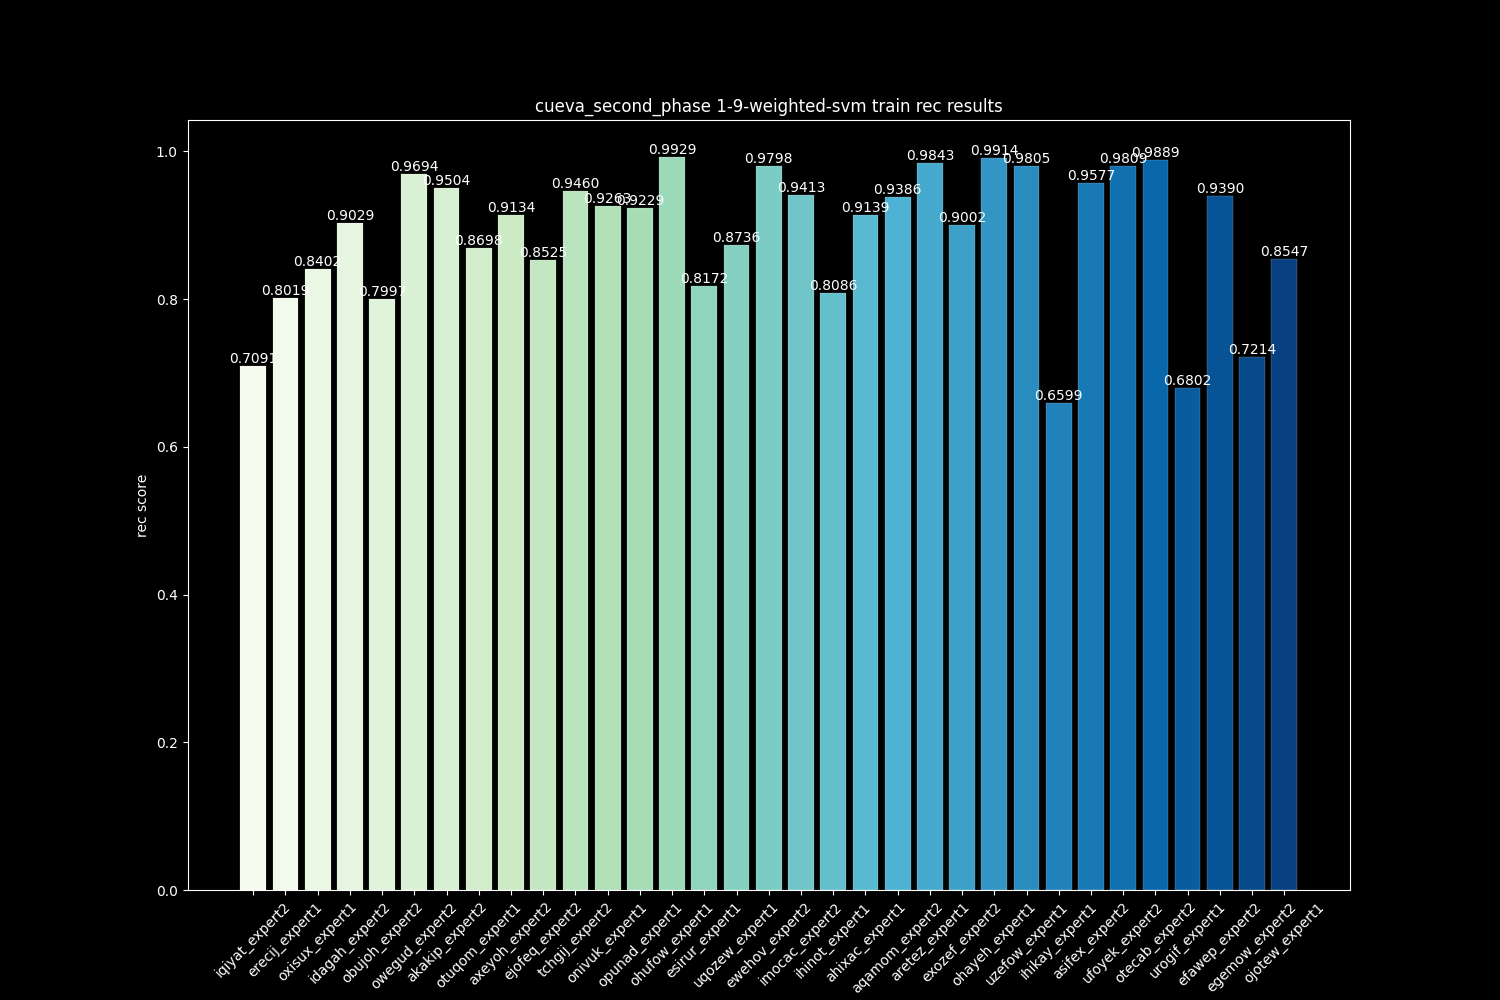 cueva_second_phase 1-9-weighted-svm train rec results
rec score
1.0
0.8
0.6
0.4
0.2
0.0
0.7091
0.8019
0.8402
0.9029
0.7997
0.9694
0.9504
0.8698
0.9134
0.8525
0.9460
0.9263
0.9229
0.9929
0.8172
0.8736
0.9798
0.9413
0.8086
0.9139
0.9386
0.9843
0.9002
0.9914
0.9805
0.6599
0.9577
0.9809
0.9889
0.6802
0.9390
0.7214
0.8547
iqjyat_expert2
erecij_expert1
oxisux_expert1
idagah_expert2
obujoh_expert2
owegud_expert2
akakip_expert2
otuqom_expert1
axeyoh_expert2
ejofeq_expert2
tchgjj_expert2
onivuk_expert1
opunad_expert1
ohufow_expert1
esirur_expert1
uqozew_expert1
ewehov_expert2
imocac_expert2
ihinot_expert1
ahixac_expert1
aqamom_expert2
aretez_expert1
exozef_expert2
ohayeh_expert1
uzefow_expert1
ihikay_expert1
asifex_expert2
ufoyek_expert2
otecab_expert2
urogif_expert1
efawep_expert2
egemow_expert2
ojotew_expert1